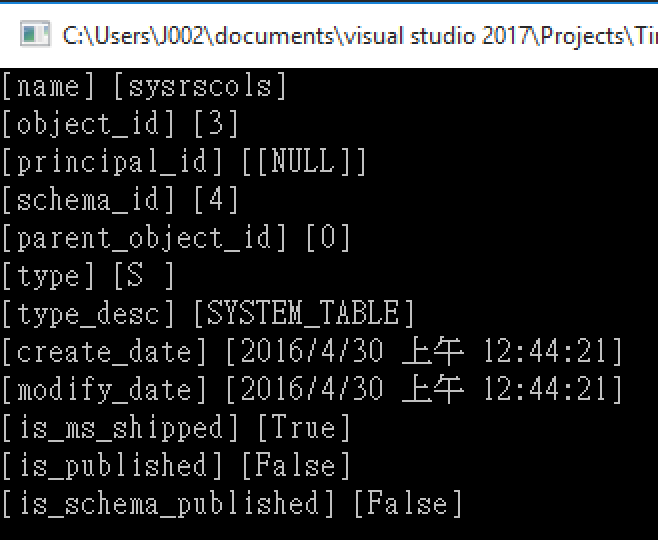 C:\Users\J002\documents\visual studio 2017\Projects\Ti
[name] [sysrscols]
[object_id] [3]
[principal_id] [[NULL]]
[schema_id] [4]
[parent_object_id] [0]
[type] [S ]
[type_desc] [SYSTEM_TABLE]
[create_date] [2016/4/30 上午 12:44:21]
[modify_date] [2016/4/30 上午 12:44:21]
[is_ms_shipped] [True]
[is_published] [False]
[is_schema_published] [False]